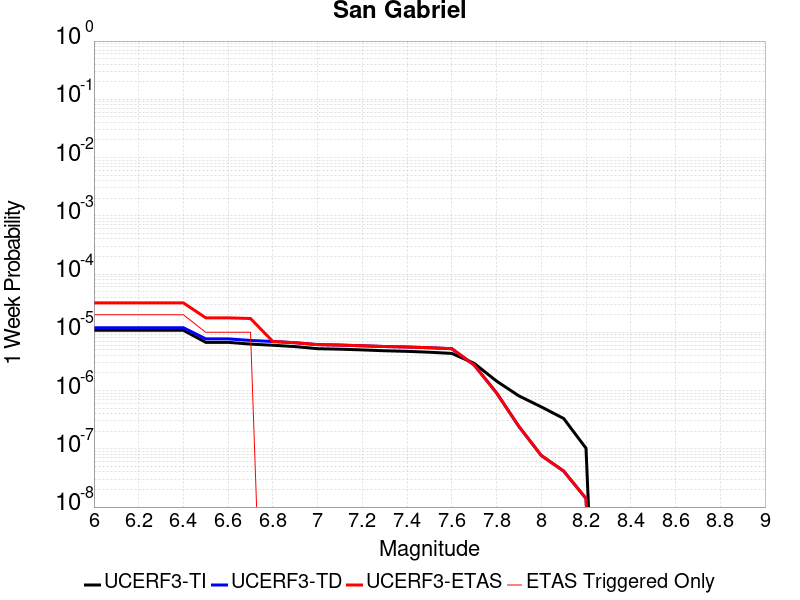 San Gabriel
10^0
10^-1
10^-2
10^-3
10^-4
10^-5
10^-6
10^-7
10^-8
1 Week Probability
6 6.2 6.4 6.6 6.8 7 7.2 7.4 7.6 7.8 8 8.2 8.4 8.6 8.8 9
Magnitude
UCERF3-TI UCERF3-TD UCERF3-ETAS ETAS Triggered Only